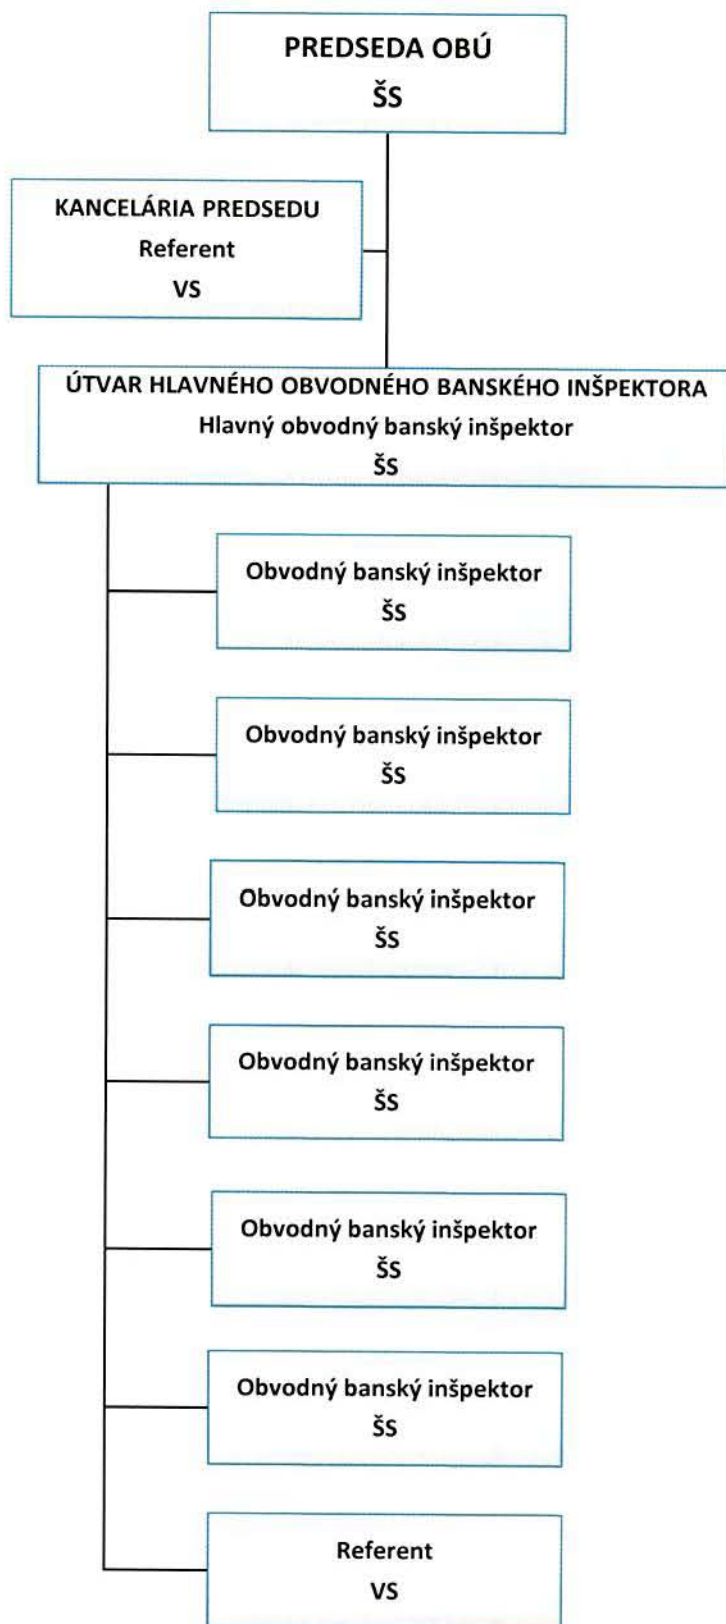 PREDSEDA OBÚ
ŠS
KANCELÁRIA PREDSEDU
Referent
VS
ÚTVAR HLAVNÉHO OBVODNÉHO BANSKÉHO INŠPEKTORA
Hlavný obvodný banský inšpektor
ŠS
Obvodný banský inšpektor
ŠS
Obvodný banský inšpektor
ŠS
Obvodný banský inšpektor
ŠS
Obvodný banský inšpektor
ŠS
Obvodný banský inšpektor
ŠS
Obvodný banský inšpektor
ŠS
Referent
VS